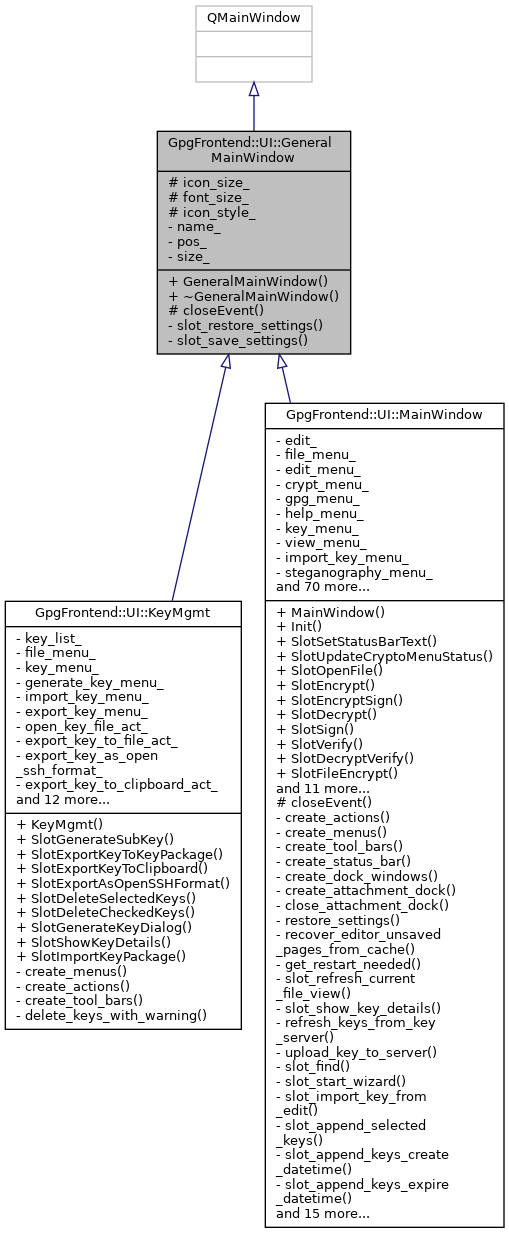 QMainWindow
GpgFrontend::UI::General
MainWindow
# icon_size_
# font_size_
# icon_style_
- name_
- pos_
- size_
+ GeneralMainWindow()
+ ~GeneralMainWindow()
# closeEvent()
- slot_restore_settings()
- slot_save_settings()
GpgFrontend::UI::KeyMgmt
- key_list_
- file_menu_
- key_menu_
- generate_key_menu_
- import_key_menu_
- export_key_menu_
- open_key_file_act_
- export_key_to_file_act_
- export_key_as_open
_ssh_format_
- export_key_to_clipboard_act_
and 12 more...
+ KeyMgmt()
+ SlotGenerateSubKey()
+ SlotExportKeyToKeyPackage()
+ SlotExportKeyToClipboard()
+ SlotExportAsOpenSSHFormat()
+ SlotDeleteSelectedKeys()
+ SlotDeleteCheckedKeys()
+ SlotGenerateKeyDialog()
+ SlotShowKeyDetails()
+ SlotImportKeyPackage()
- create_menus()
- create_actions()
- create_tool_bars()
- delete_keys_with_warning()
GpgFrontend::UI::MainWindow
- edit_
- file_menu_
- edit_menu_
- crypt_menu_
- gpg_menu_
- help_menu_
- key_menu_
- view_menu_
- import_key_menu_
- steganography_menu_
and 70 more...
+ MainWindow()
+ Init()
+ SlotSetStatusBarText()
+ SlotUpdateCryptoMenuStatus()
+ SlotOpenFile()
+ SlotEncrypt()
+ SlotEncryptSign()
+ SlotDecrypt()
+ SlotSign()
+ SlotVerify()
+ SlotDecryptVerify()
+ SlotFileEncrypt()
and 11 more...
# closeEvent()
- create_actions()
- create_menus()
- create_tool_bars()
- create_status_bar()
- create_dock_windows()
- create_attachment_dock()
- close_attachment_dock()
- restore_settings()
- recover_editor_unsaved
_pages_from_cache()
- get_restart_needed()
- slot_refresh_current
_file_view()
- slot_show_key_details()
- refresh_keys_from_key
_server()
- upload_key_to_server()
- slot_find()
- slot_start_wizard()
- slot_import_key_from
_edit()
- slot_append_selected
_keys()
- slot_append_keys_create
_datetime()
- slot_append_keys_expire
_datetime()
and 15 more...